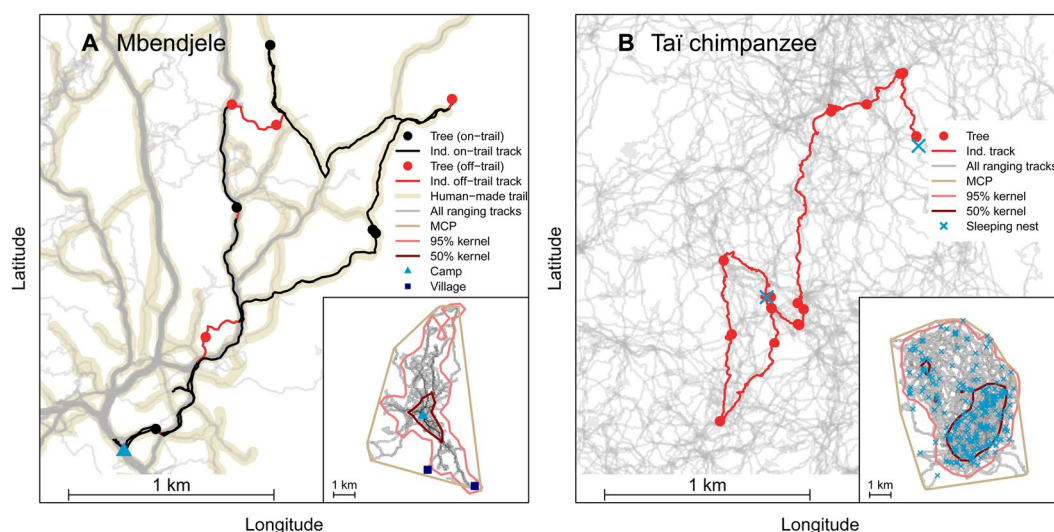 A Mbendjele
Tree (on−trail)
Ind. on−trail track
Tree (off−trail)
Ind. off−trail track
Human−made trail
All ranging tracks
MCP
95% kernel
50% kernel
Camp
Village
Latitude
1 km
1 km
Longitude
B Taï chimpanzee
Tree
Ind. track
All ranging tracks
MCP
95% kernel
50% kernel
Sleeping nest
Latitude
1 km
1 km
Longitude